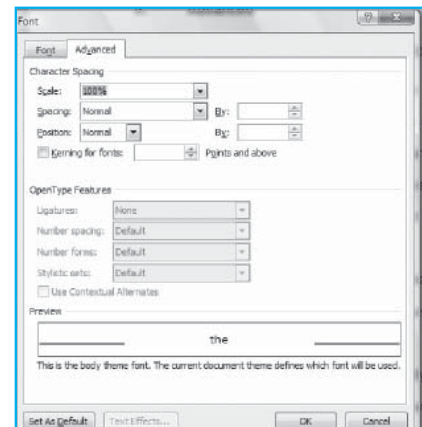 Font
Font Advanced
Character Spacing
Scale: 100%
Spacing: Normal By:
Position: Normal By:
Kerning for fonts: Points and above
OpenType Features
Ligatures: None
Number spacing: Default
Number forms: Default
Stylistic sets: Default
Use Contextual Alternates
Preview
the
This is the body theme font. The current document theme defines which font will be used.
Set As Default Text Effects... OK Cancel